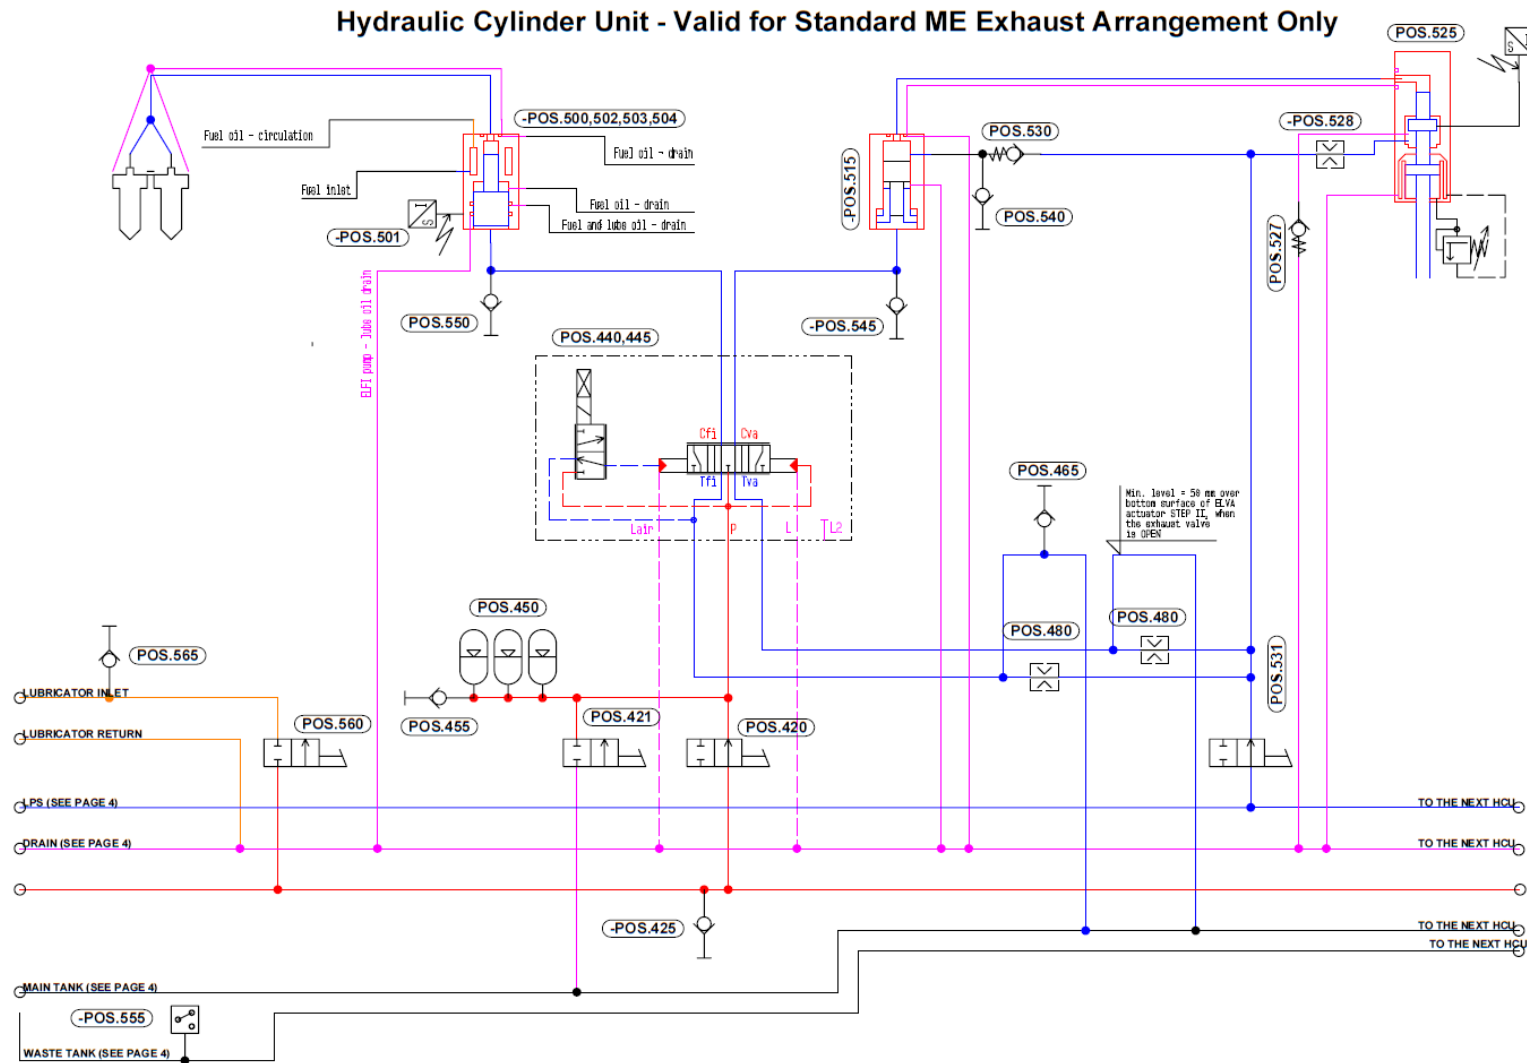 Hydraulic Cylinder Unit - Valid for Standard ME Exhaust Arrangement Only
POS.525
S
-POS.500,502,503,504
Fuel oil - circulation
Fuel oil - drain
POS.530
-POS.528
Fuel inlet
-POS.515
Fuel oil - drain
Fuel and lube oil - drain
POS.540
I
S
-POS.501
POS.527
ELFI pump - lube oil drain
POS.550
-POS.545
POS.440,445
Cfi
Cva
Tfi
Tva
Lair
P
L
L2
POS.465
Min. level = 50 mm over
bottom surface of ELVA
actuator STEP II, when
the exhaust valve
is OPEN
POS.450
POS.480
POS.480
POS.565
POS.531
LUBRICATOR INLET
POS.455
POS.560
POS.421
POS.420
LUBRICATOR RETURN
LPS (SEE PAGE 4)
TO THE NEXT HCU
DRAIN (SEE PAGE 4)
TO THE NEXT HCU
-POS.425
TO THE NEXT HCU
TO THE NEXT HCU
MAIN TANK (SEE PAGE 4)
-POS.555
WASTE TANK (SEE PAGE 4)